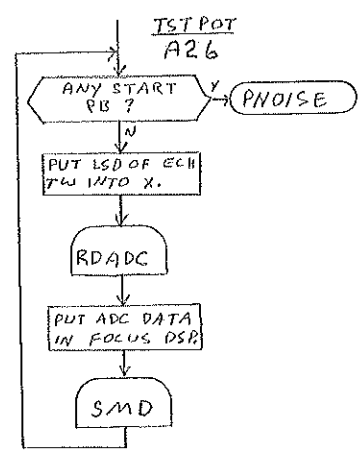 TSTPOT
A26
ANY START
PB ?
Y
PNOISE
N
PUT LSD OF ECH
TW INTO X.
RDADC
PUT ADC DATA
IN FOCUS DSP.
SMD